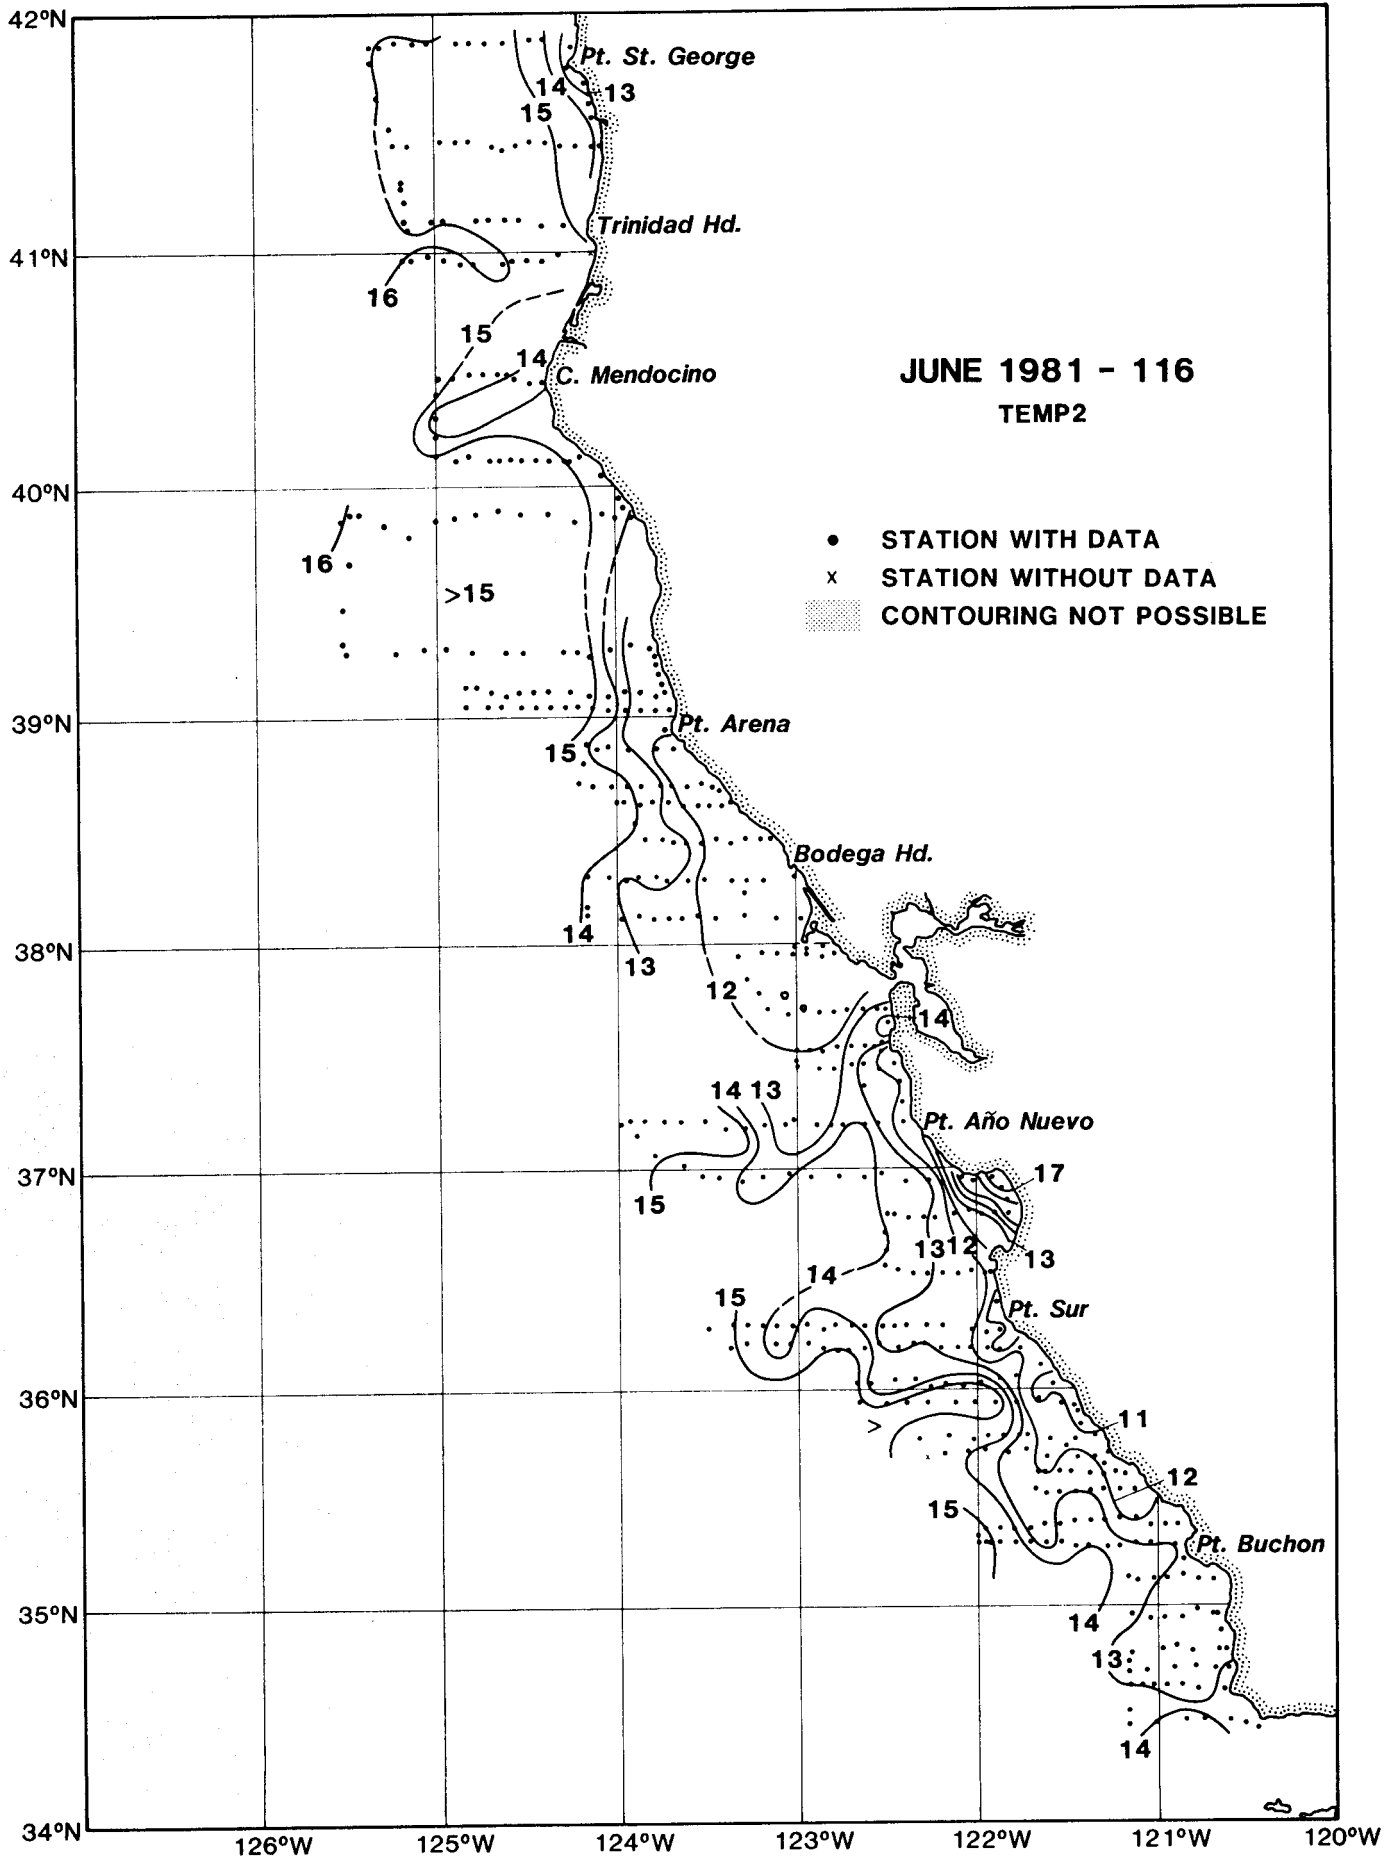 42°N
Pt. St. George
14
13
15
Trinidad Hd.
41°N
16
15
14
C. Mendocino
JUNE 1981 - 116
TEMP2
40°N
16
>15
• STATION WITH DATA
x STATION WITHOUT DATA
CONTOURING NOT POSSIBLE
39°N
Pt. Arena
15
Bodega Hd.
14
38°N
13
12
14
14 13
Pt. Año Nuevo
37°N
17
15
13 12
13
14
15
Pt. Sur
36°N
>
11
12
15
Pt. Buchon
35°N
14
13
14
34°N
126°W 125°W 124°W 123°W 122°W 121°W 120°W